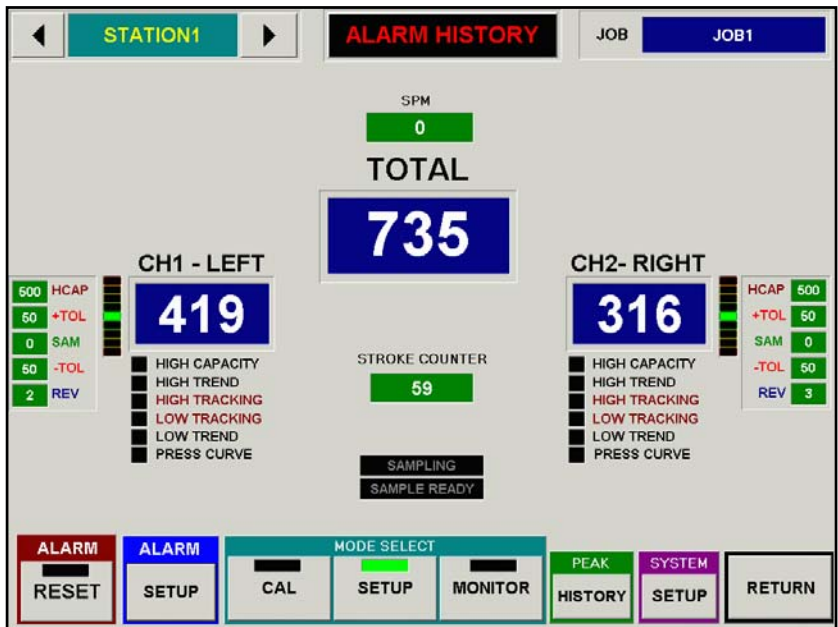 STATION1
ALARM HISTORY
JOB
JOB1
SPM
0
TOTAL
735
CH1 - LEFT
419
500 HCAP
50 +TOL
0 SAM
50 -TOL
2 REV
HIGH CAPACITY
HIGH TREND
HIGH TRACKING
LOW TRACKING
LOW TREND
PRESS CURVE
STROKE COUNTER
59
SAMPLING
SAMPLE READY
CH2- RIGHT
316
HCAP 500
+TOL 50
SAM 0
-TOL 50
REV 3
HIGH CAPACITY
HIGH TREND
HIGH TRACKING
LOW TRACKING
LOW TREND
PRESS CURVE
ALARM
RESET
ALARM
SETUP
MODE SELECT
CAL
SETUP
MONITOR
PEAK
HISTORY
SYSTEM
SETUP
RETURN